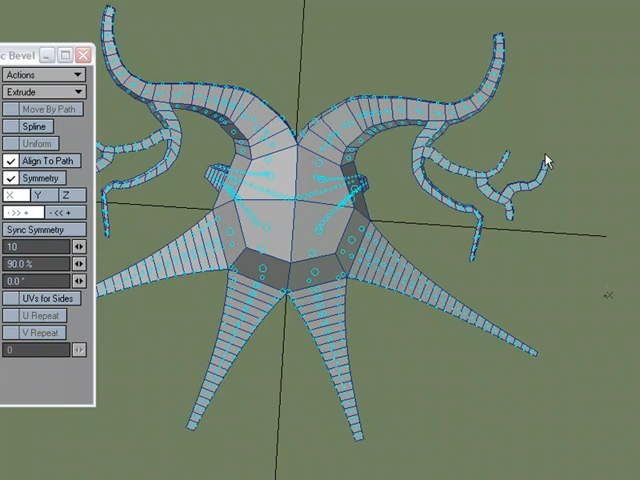 c Bevel
Actions
Extrude
Move By Path
Spline
Uniform
Align To Path
Symmetry
X Y Z
->> + -<< +
Sync Symmetry
10
90.0 %
0.0 °
UVs for Sides
U Repeat
V Repeat
0
X